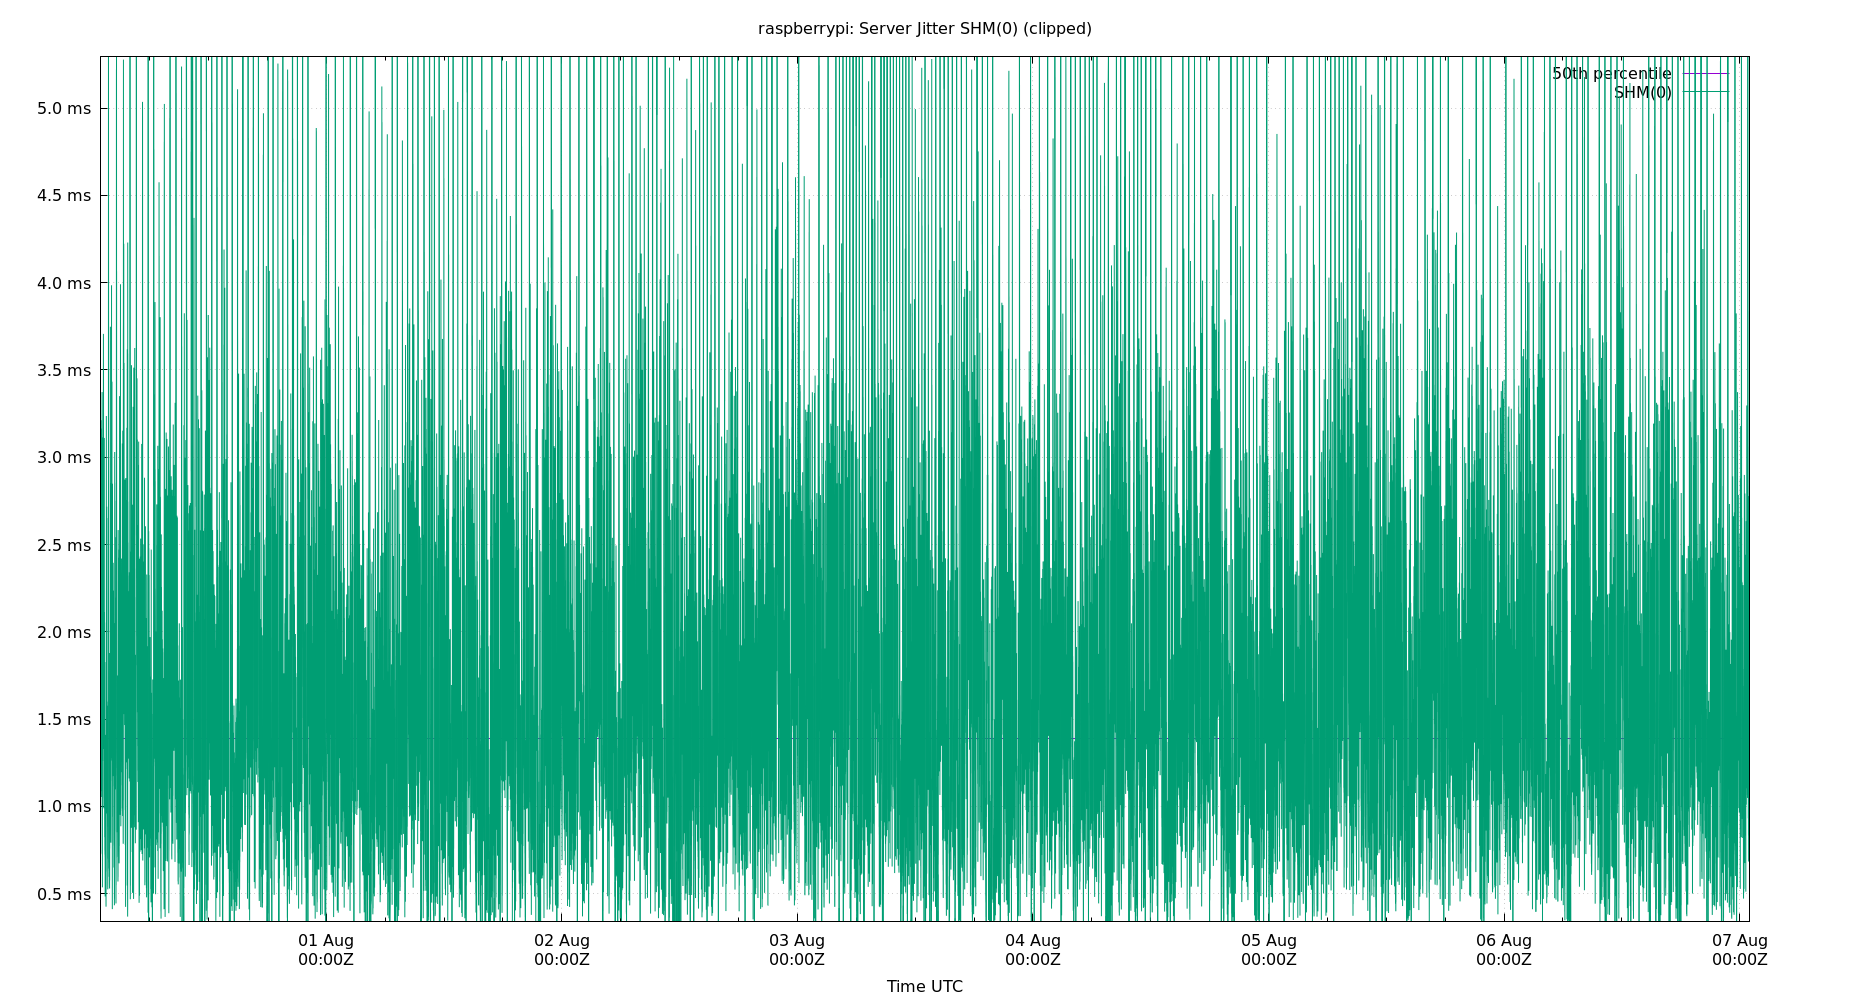 raspberrypi: Server Jitter SHM(0) (clipped)
50th percentile
SHM(0)
5.0 ms
4.5 ms
4.0 ms
3.5 ms
3.0 ms
2.5 ms
2.0 ms
1.5 ms
1.0 ms
0.5 ms
01 Aug 02 Aug 03 Aug 04 Aug 05 Aug 06 Aug 07 Aug
00:00Z 00:00Z 00:00Z 00:00Z 00:00Z 00:00Z 00:00Z
Time UTC